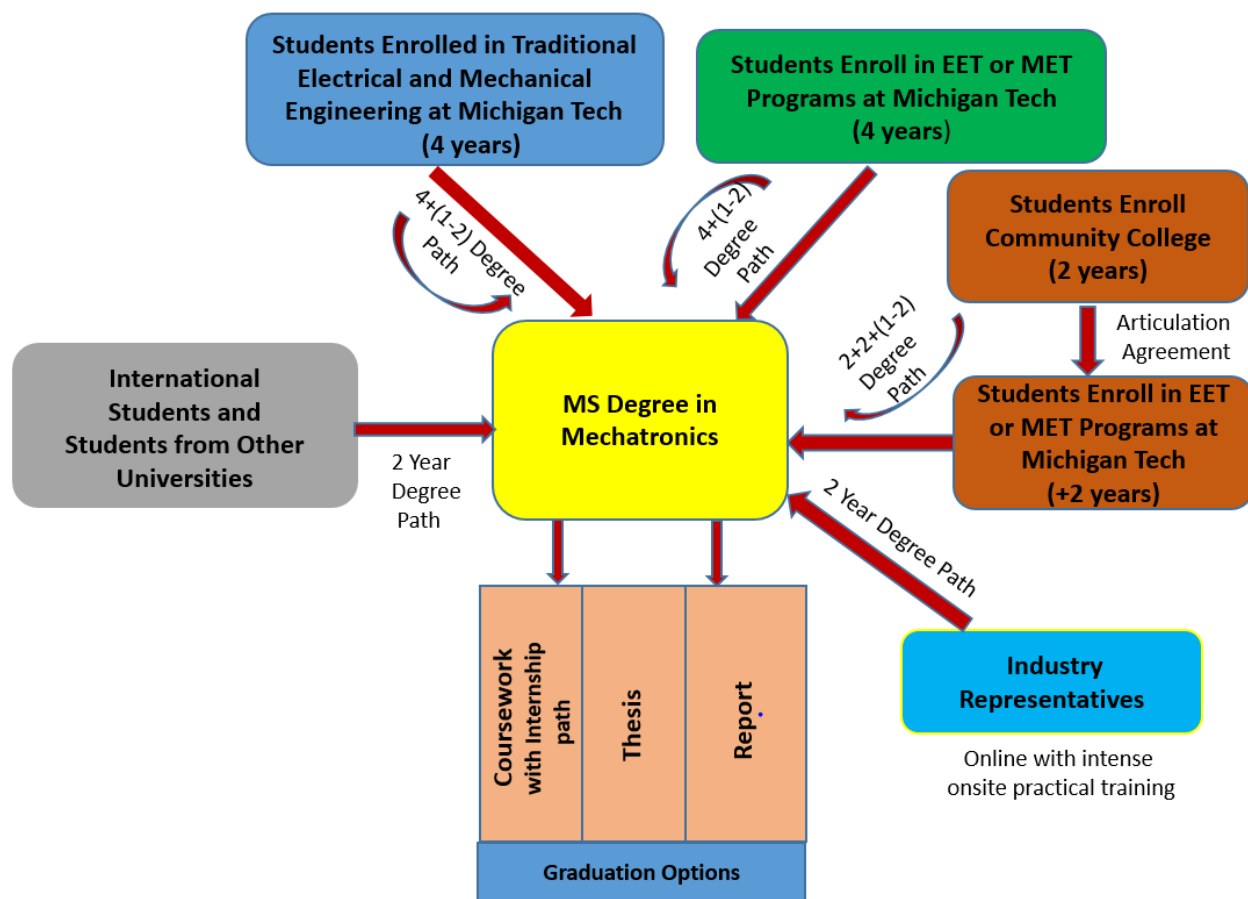 Students Enrolled in Traditional
Electrical and Mechanical
Engineering at Michigan Tech
(4 years)
Students Enroll in EET or MET
Programs at Michigan Tech
(4 years)
4+(1-2) Degree
Path
4+(1-2)
Degree
Path
Students Enroll
Community College
(2 years)
Articulation
Agreement
2+2+(1-2)
Degree
Path
International
Students and
Students from Other
Universities
2 Year
Degree
Path
MS Degree in
Mechatronics
Students Enroll in EET
or MET Programs at
Michigan Tech
(+2 years)
2 Year Degree Path
Industry
Representatives
Online with intense
onsite practical training
Coursework
with Internship
path
Thesis
Report
Graduation Options